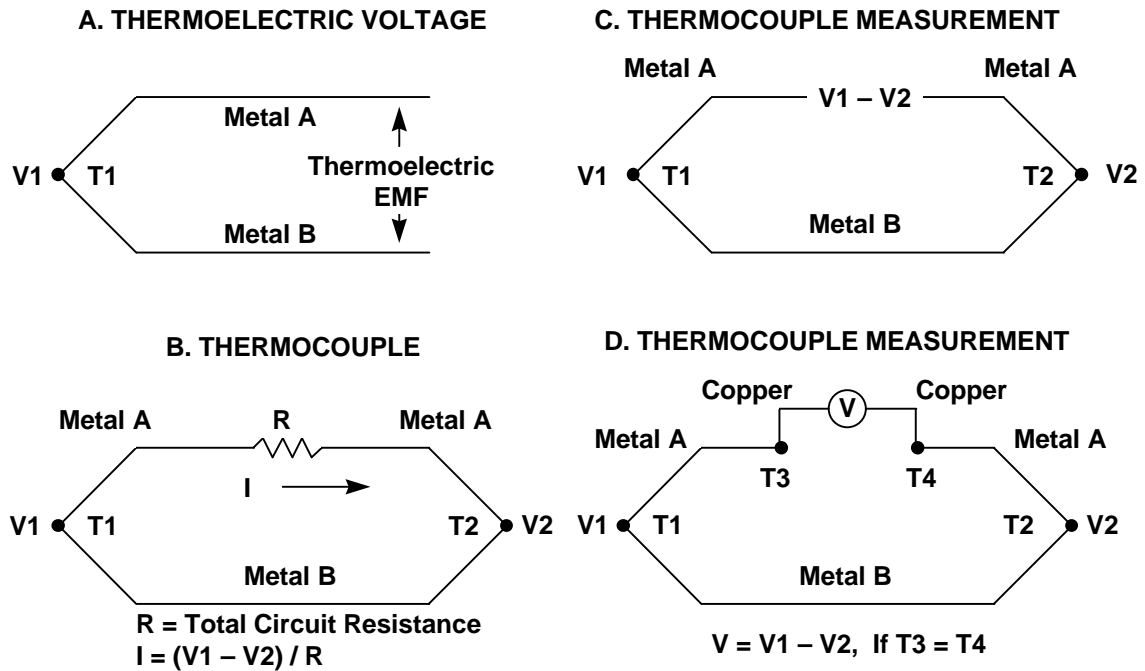 A. THERMOELECTRIC VOLTAGE
Metal A
V1
T1
Thermoelectric
EMF
Metal B
C. THERMOCOUPLE MEASUREMENT
Metal A
Metal A
V1 – V2
V1
T1
T2
V2
Metal B
B. THERMOCOUPLE
Metal A
R
Metal A
I
V1
T1
T2
V2
Metal B
R = Total Circuit Resistance
I = (V1 – V2) / R
D. THERMOCOUPLE MEASUREMENT
Copper
V
Copper
Metal A
Metal A
T3
T4
V1
T1
T2
V2
Metal B
V = V1 – V2, If T3 = T4